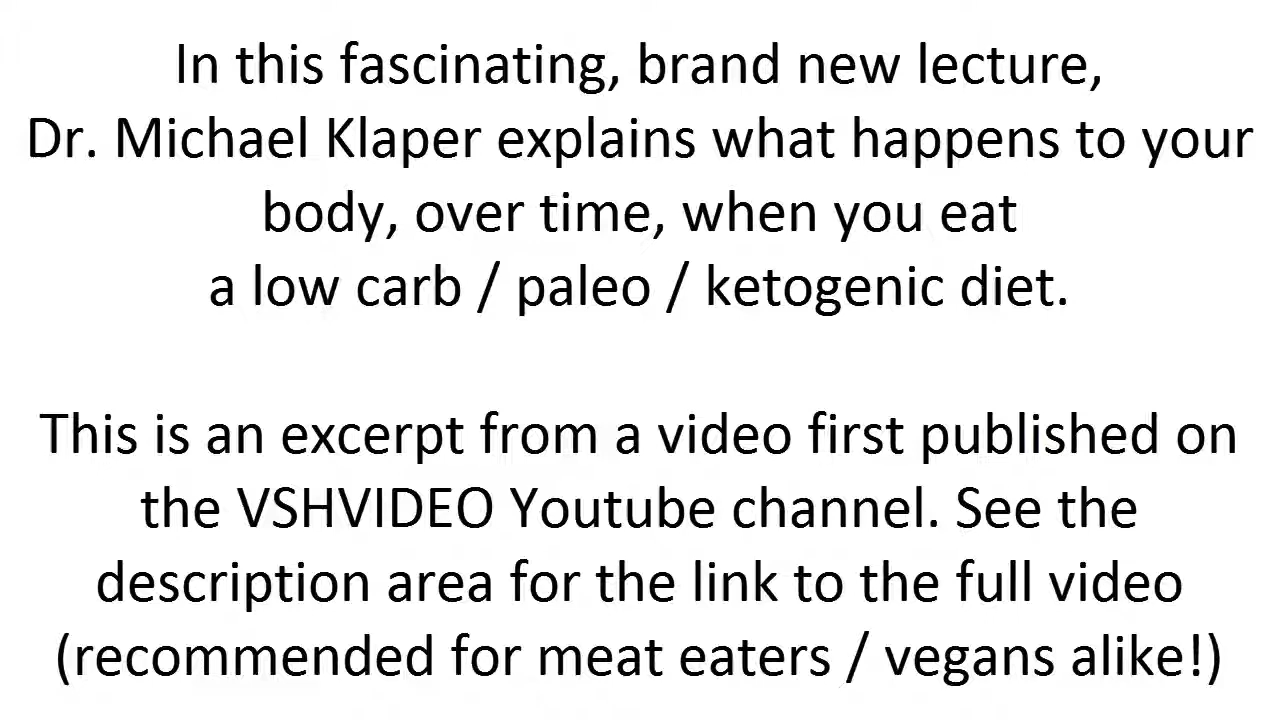 In this fascinating, brand new lecture,
Dr. Michael Klaper explains what happens to your
body, over time, when you eat
a low carb / paleo / ketogenic diet.
This is an excerpt from a video first published on
the VSHVIDEO Youtube channel. See the
description area for the link to the full video
(recommended for meat eaters / vegans alike!)